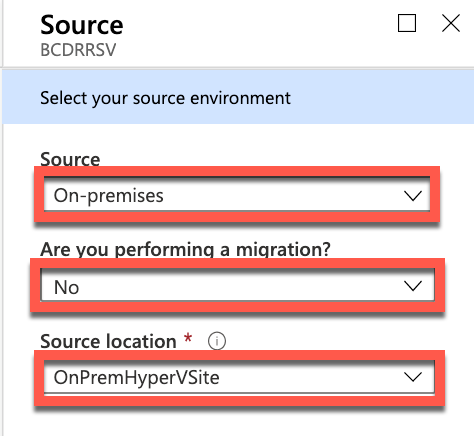 Source
BCDRRSV
Select your source environment
Source
On-premises
Are you performing a migration?
No
Source location *
OnPremHyperVSite